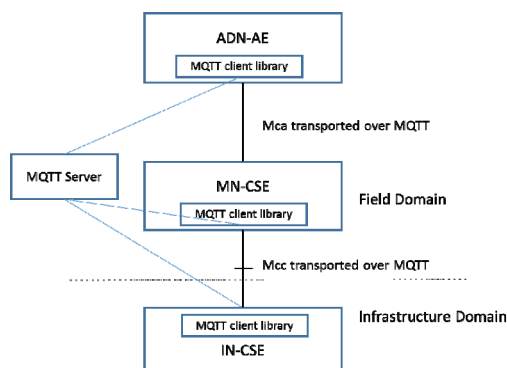 ADN-AE
MQTT client library
Mca transported over MQTT
MQTT Server
MN-CSE
MQTT client library
Field Domain
Mcc transported over MQTT
Infrastructure Domain
MQTT client library
IN-CSE